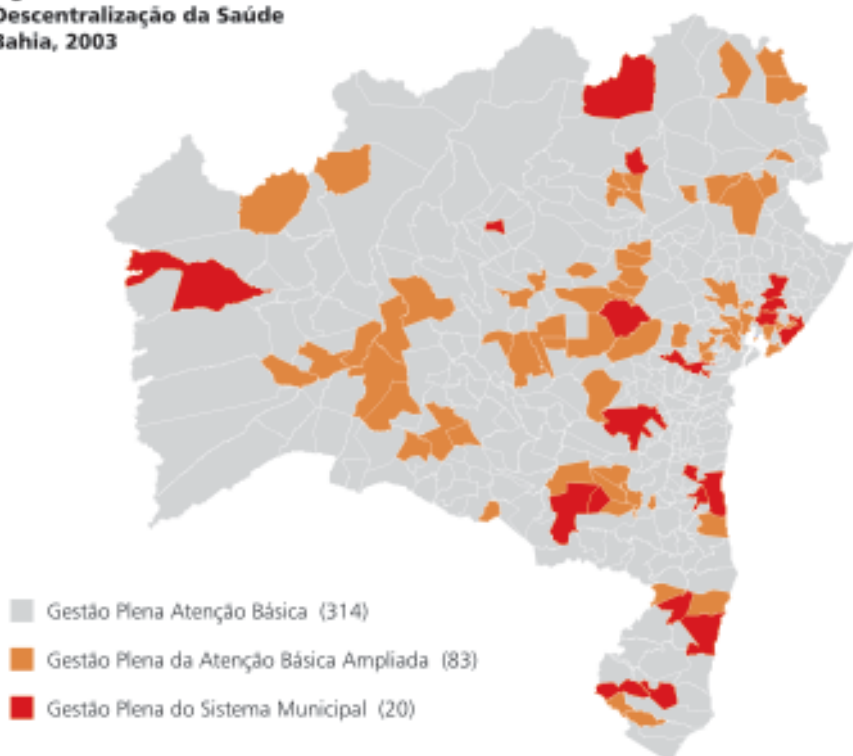 Descentralização da Saúde
Bahia, 2003
Gestão Plena Atenção Básica (314)
Gestão Plena da Atenção Básica Ampliada (83)
Gestão Plena do Sistema Municipal (20)